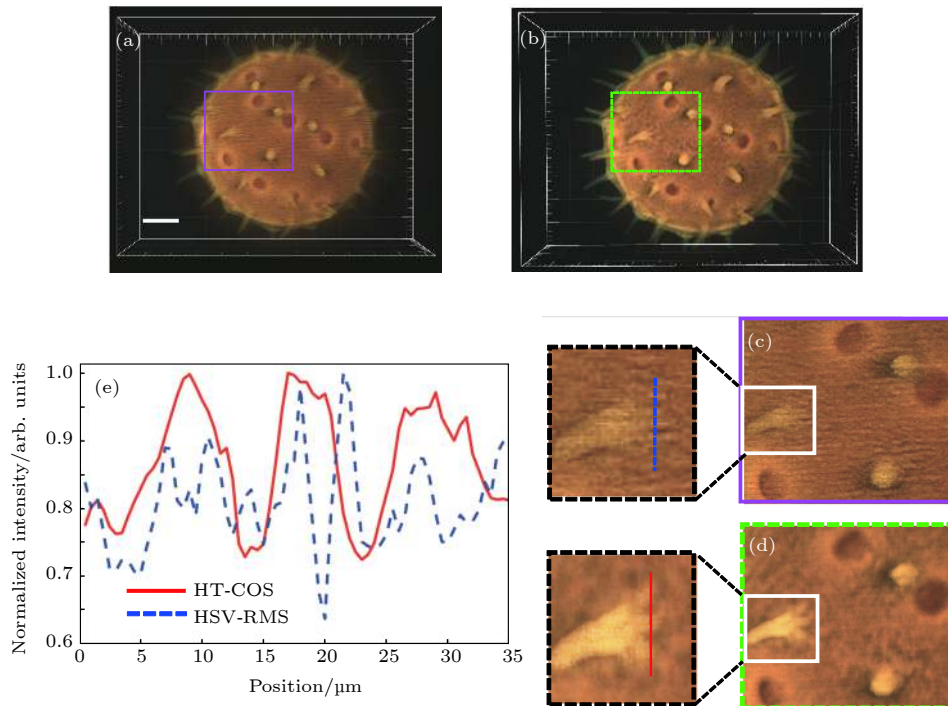 (a)
(b)
(c)
(d)
(e)
Normalized intensity/arb. units
1.0
0.9
0.8
0.7
0.6
HT-COS
HSV-RMS
0 5 10 15 20 25 30 35
Position/µm